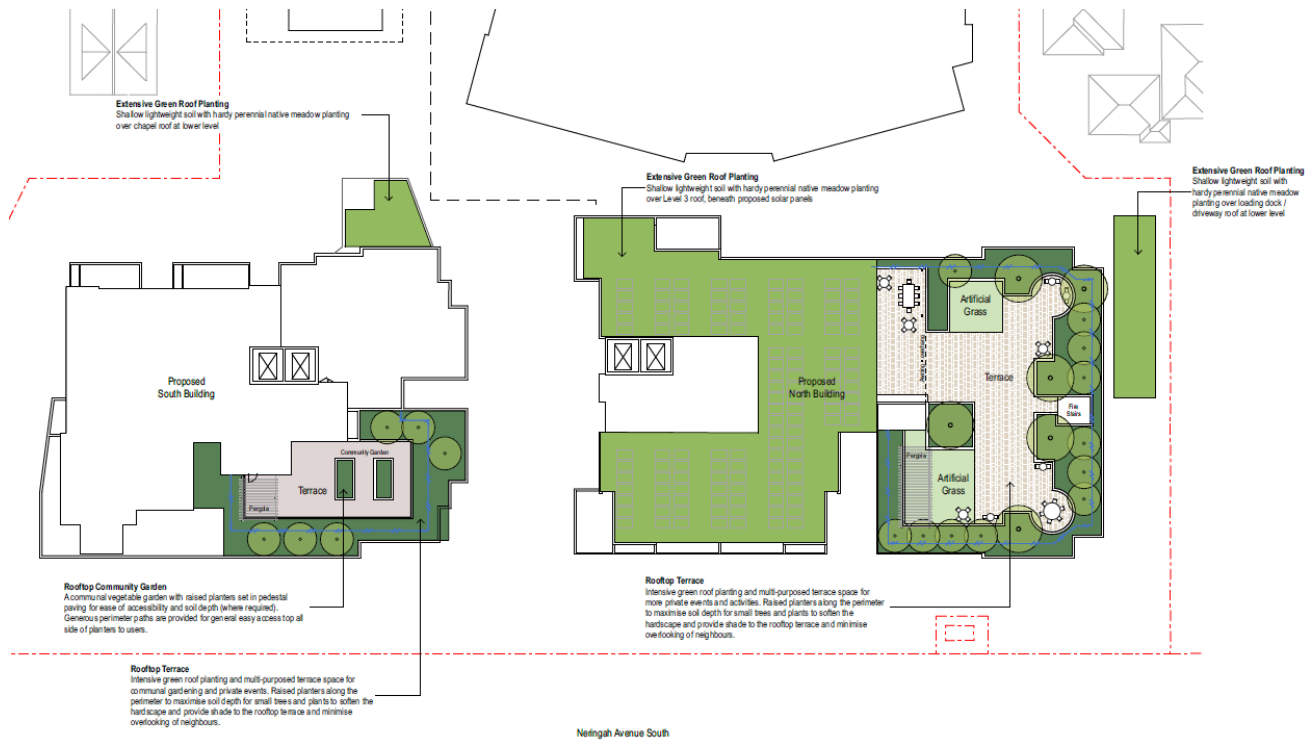 Extensive Green Roof Planting
Shallow lightweight soil with hardy perennial native meadow planting
over chapel roof at lower level
Extensive Green Roof Planting
Shallow lightweight soil with hardy perennial native meadow planting
over Level 3 roof, beneath proposed solar panels
Extensive Green Roof Planting
Shallow lightweight soil with
hardy perennial native meadow
planting over loading dock /
driveway roof at lower level
Proposed
South Building
Community Garden
Terrace
Pergola
Proposed
North Building
Awning overhang
Artificial
Grass
Terrace
Fire
Stairs
Pergola
Artificial
Grass
Rooftop Community Garden
A communal vegetable garden with raised planters set in pedestal
paving for ease of accessibility and soil depth (where required).
Generous perimeter paths are provided for general easy access top all
side of planters to users.
Rooftop Terrace
Intensive green roof planting and multi-purposed terrace space for
more private events and activities. Raised planters along the perimeter
to maximise soil depth for small trees and plants to soften the
hardscape and provide shade to the rooftop terrace and minimise
overlooking of neighbours.
Rooftop Terrace
Intensive green roof planting and multi-purposed terrace space for
communal gardening and private events. Raised planters along the
perimeter to maximise soil depth for small trees and plants to soften the
hardscape and provide shade to the rooftop terrace and minimise
overlooking of neighbours.
Neringah Avenue South